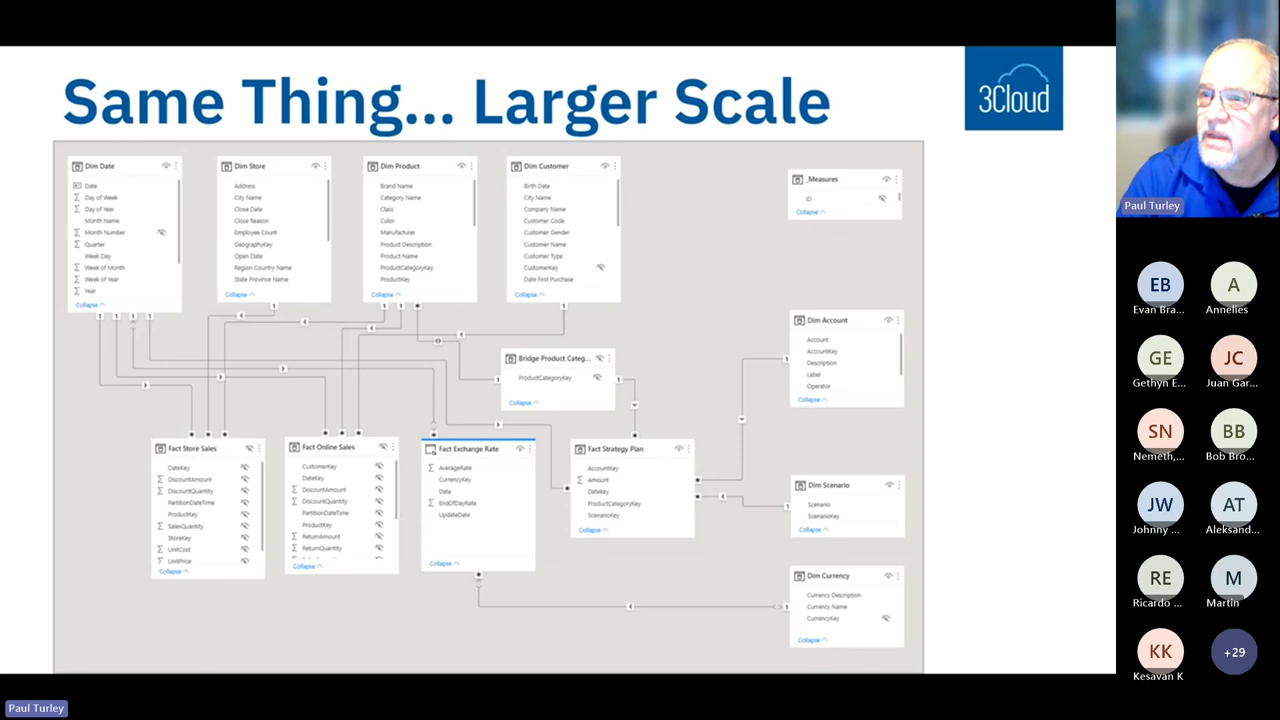 Same Thing... Larger Scale
3Cloud
Dim Date
Date
Day of Week
Day of Year
Month Name
Month Number
Quarter
Week Day
Week of Month
Week of Year
Year
Collapse
Dim Store
Address
City Name
Close Date
Close Reason
Employee Count
GeographyKey
Open Date
Region Country Name
State Province Name
Collapse
Dim Product
Brand Name
Category Name
Class
Color
Manufacturer
Product Description
Product Name
ProductCategoryKey
ProductKey
Collapse
Dim Customer
Birth Date
City Name
Company Name
Customer Code
Customer Gender
Customer Name
Customer Type
CustomerKey
Date First Purchase
Collapse
_Measures
ID
Collapse
Bridge Product Categ...
ProductCategoryKey
Collapse
Dim Account
Account
AccountKey
Description
Label
Operator
Collapse
Fact Store Sales
DateKey
DiscountAmount
DiscountQuantity
PartitionDateTime
ProductKey
SalesQuantity
StoreKey
UnitCost
UnitPrice
Collapse
Fact Online Sales
CustomerKey
DateKey
DiscountAmount
DiscountQuantity
PartitionDateTime
ProductKey
ReturnAmount
ReturnQuantity
Collapse
Fact Exchange Rate
AverageRate
CurrencyKey
Date
EndOfDayRate
UpdateDate
Collapse
Fact Strategy Plan
AccountKey
Amount
Datekey
ProductCategoryKey
ScenarioKey
Collapse
Dim Scenario
Scenario
ScenarioKey
Collapse
Dim Currency
Currency Description
Currency Name
CurrencyKey
Collapse
Paul Turley
EB
Evan Bra...
A
Annelies
GE
Gethyn E...
JC
Juan Gar...
SN
Nemeth,...
BB
Bob Bro...
JW
Johnny ...
AT
Aleksand...
RE
Ricardo ...
M
Martin
KK
Kesavan K
+29
Paul Turley